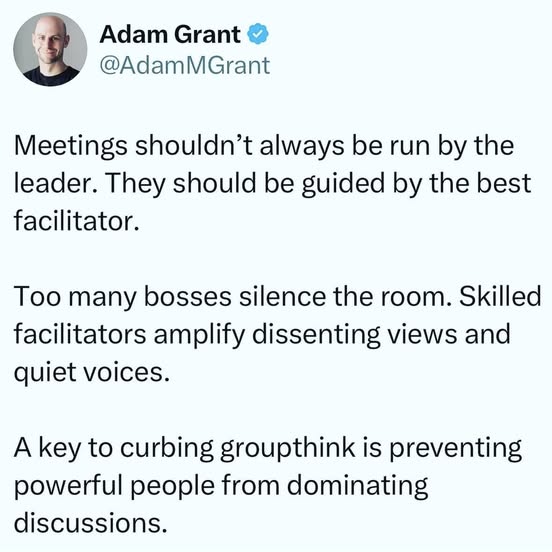 Adam Grant
@AdamMGrant
Meetings shouldn’t always be run by the
leader. They should be guided by the best
facilitator.
Too many bosses silence the room. Skilled
facilitators amplify dissenting views and
quiet voices.
A key to curbing groupthink is preventing
powerful people from dominating
discussions.